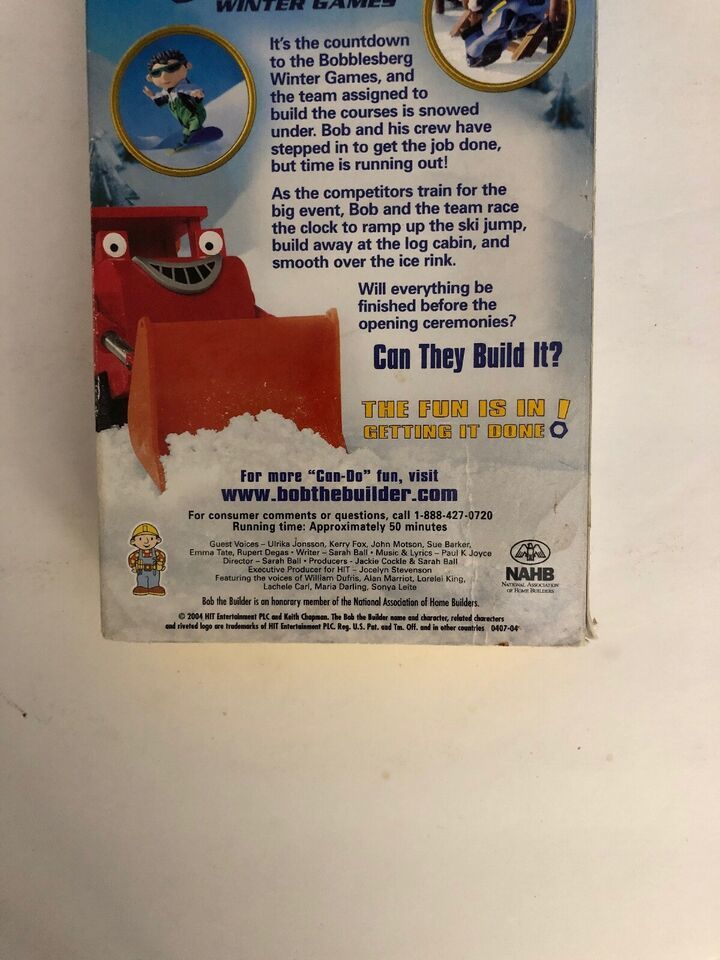 WINTER GAMES
It's the countdown
to the Bobblesberg
Winter Games, and
the team assigned to
build the courses is snowed
under. Bob and his crew have
stepped in to get the job done,
but time is running out!
As the competitors train for the
big event, Bob and the team race
the clock to ramp up the ski jump,
build away at the log cabin, and
smooth over the ice rink.
Will everything be
finished before the
opening ceremonies?
Can They Build It?
THE FUN IS IN
GETTING IT DONE!
For more “Can-Do” fun, visit
www.bobthebuilder.com
For consumer comments or questions, call 1-888-427-0720
Running time: Approximately 50 minutes
Guest Voices – Ulrika Jonsson, Kerry Fox, John Motson, Sue Barker,
Emma Tate, Rupert Degas • Writer – Sarah Ball • Music & Lyrics – Paul K Joyce
Director – Sarah Ball • Producers - Jackie Cockle & Sarah Ball
Executive Producer for HIT – Jocelyn Stevenson
Featuring the voices of William Dufris, Alan Marriot, Lorelei King,
Lachele Carl, Maria Darling, Sonya Leite
NAHB
NATIONAL ASSOCIATION
OF HOME BUILDERS
Bob the Builder is an honorary member of the National Association of Home Builders.
© 2004 HIT Entertainment PLC and Keith Chapman. The Bob the Builder name and character, related characters
and riveted logo are trademarks of HIT Entertainment PLC. Reg. U.S. Pat. and Tm. Off. and in other countries 0407-04